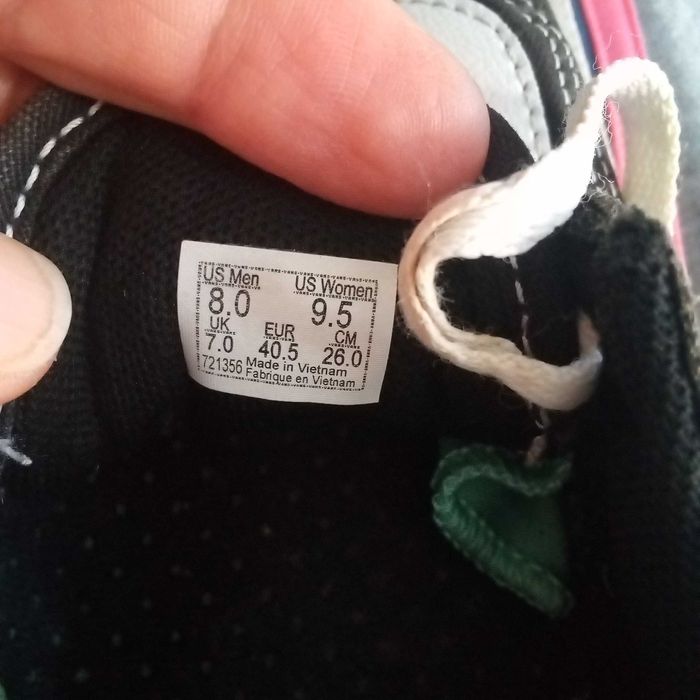 US Men US Women
8.0 9.5
UK EUR CM
7.0 40.5 26.0
721356 Made in Vietnam
Fabrique en Vietnam